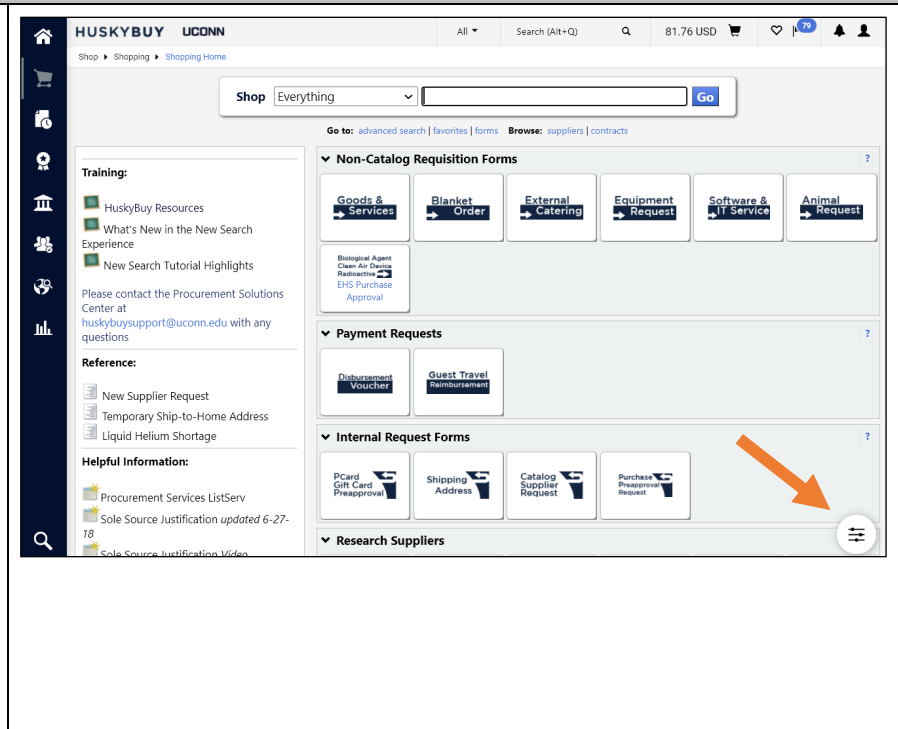 HUSKYBUY UCONN
All
Search (Alt+Q)
81.76 USD
79
Shop Shopping Shopping Home
Shop Everything Go
Go to: advanced search | favorites | forms Browse: suppliers | contracts
Training:
HuskyBuy Resources
What's New in the New Search
Experience
New Search Tutorial Highlights
Please contact the Procurement Solutions
Center at
huskybuysupport@uconn.edu with any
questions
Reference:
New Supplier Request
Temporary Ship-to-Home Address
Liquid Helium Shortage
Helpful Information:
Procurement Services ListServ
Sole Source Justification updated 6-27-
18
Sole Source Justification Video
Non-Catalog Requisition Forms ?
Goods &
Services
Blanket
Order
External
Catering
Equipment
Request
Software &
IT Service
Animal
Request
Biological Agent
Clean Air Device
Radioactive
EHS Purchase
Approval
Payment Requests ?
Disbursement
Voucher
Guest Travel
Reimbursement
Internal Request Forms ?
PCard
Gift Card
Preapproval
Shipping
Address
Catalog
Supplier
Request
Purchase
Preapproval
Request
Research Suppliers